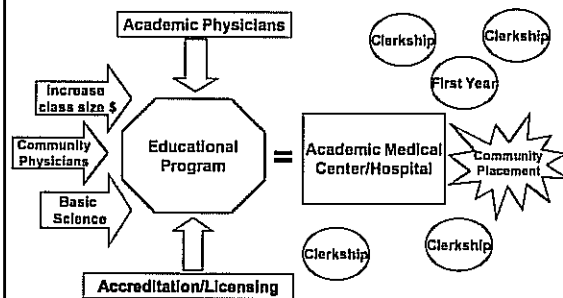 Academic Physicians
Clerkship
Clerkship
First Year
Increase
class size $
Community
Physicians
Basic
Science
Educational
Program
=
Academic Medical
Center/Hospital
Community
Placement
Clerkship
Clerkship
Accreditation/Licensing